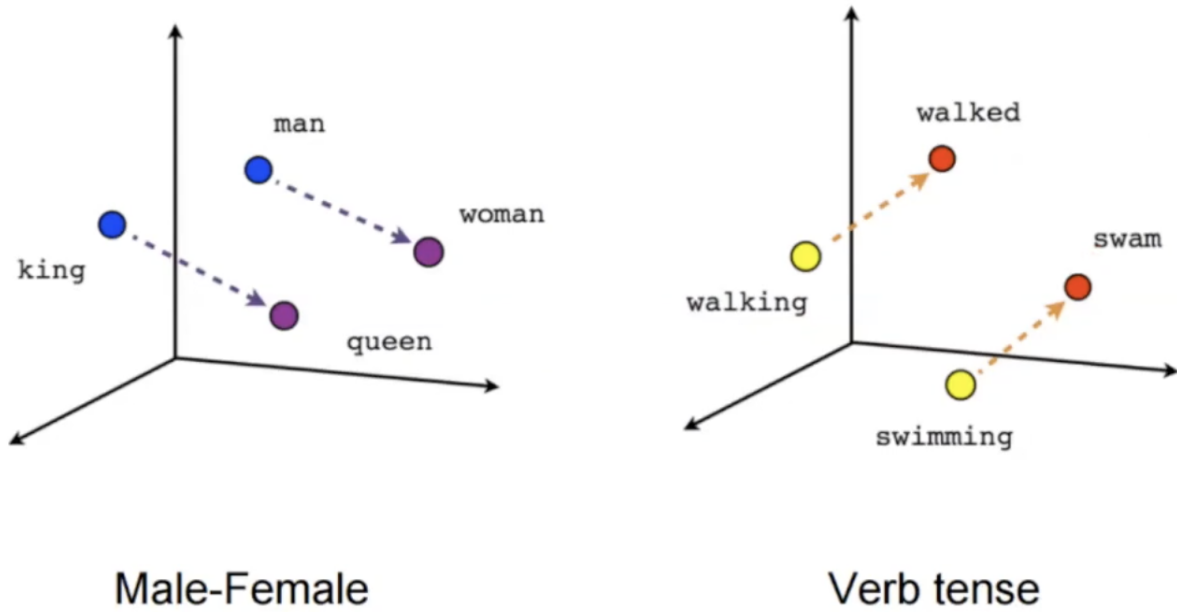 man
woman
king
queen
Male-Female
walked
swam
walking
swimming
Verb tense